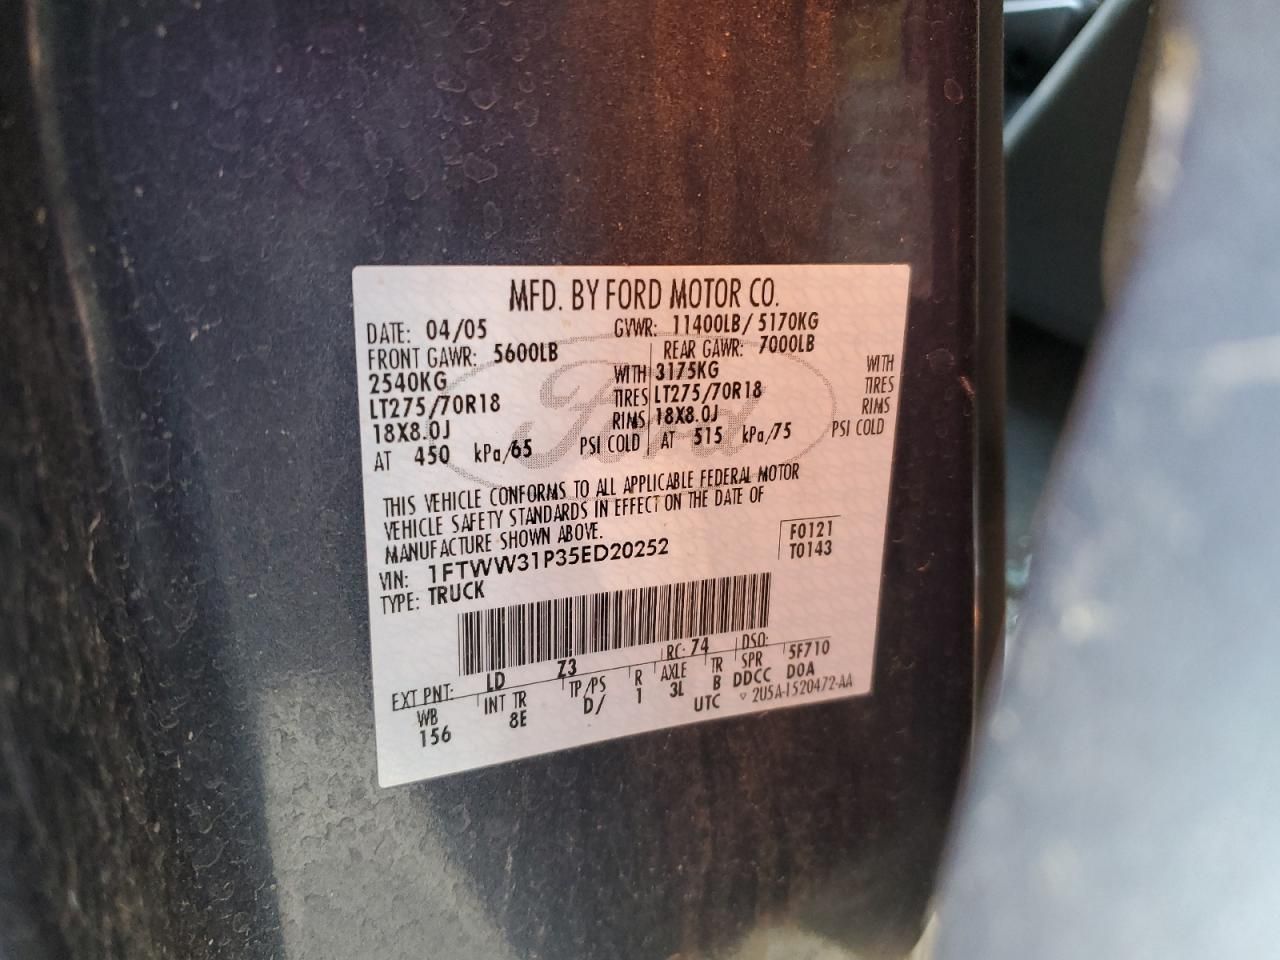 MFD. BY FORD MOTOR CO.
DATE: 04/05 GVWR: 11400LB/ 5170KG
FRONT GAWR: 5600LB REAR GAWR: 7000LB
2540KG WITH 3175KG WITH
LT275/70R18 TIRES LT275/70R18 TIRES
18X8.0J RIMS 18X8.0J RIMS
AT 450 kPa/65 PSI COLD AT 515 kPa/75 PSI COLD
Ford
THIS VEHICLE CONFORMS TO ALL APPLICABLE FEDERAL MOTOR
VEHICLE SAFETY STANDARDS IN EFFECT ON THE DATE OF
MANUFACTURE SHOWN ABOVE.
F0121
VIN: 1FTWW31P35ED20252 T0143
TYPE: TRUCK
EXT PNT: LD Z3 RC: 74 DSO: 5F710
WB INT TR TP/PS R AXLE TR SPR
156 8E D/ 1 3L B DDCC DOA
UTC ▽ 2U5A-1520472-AA